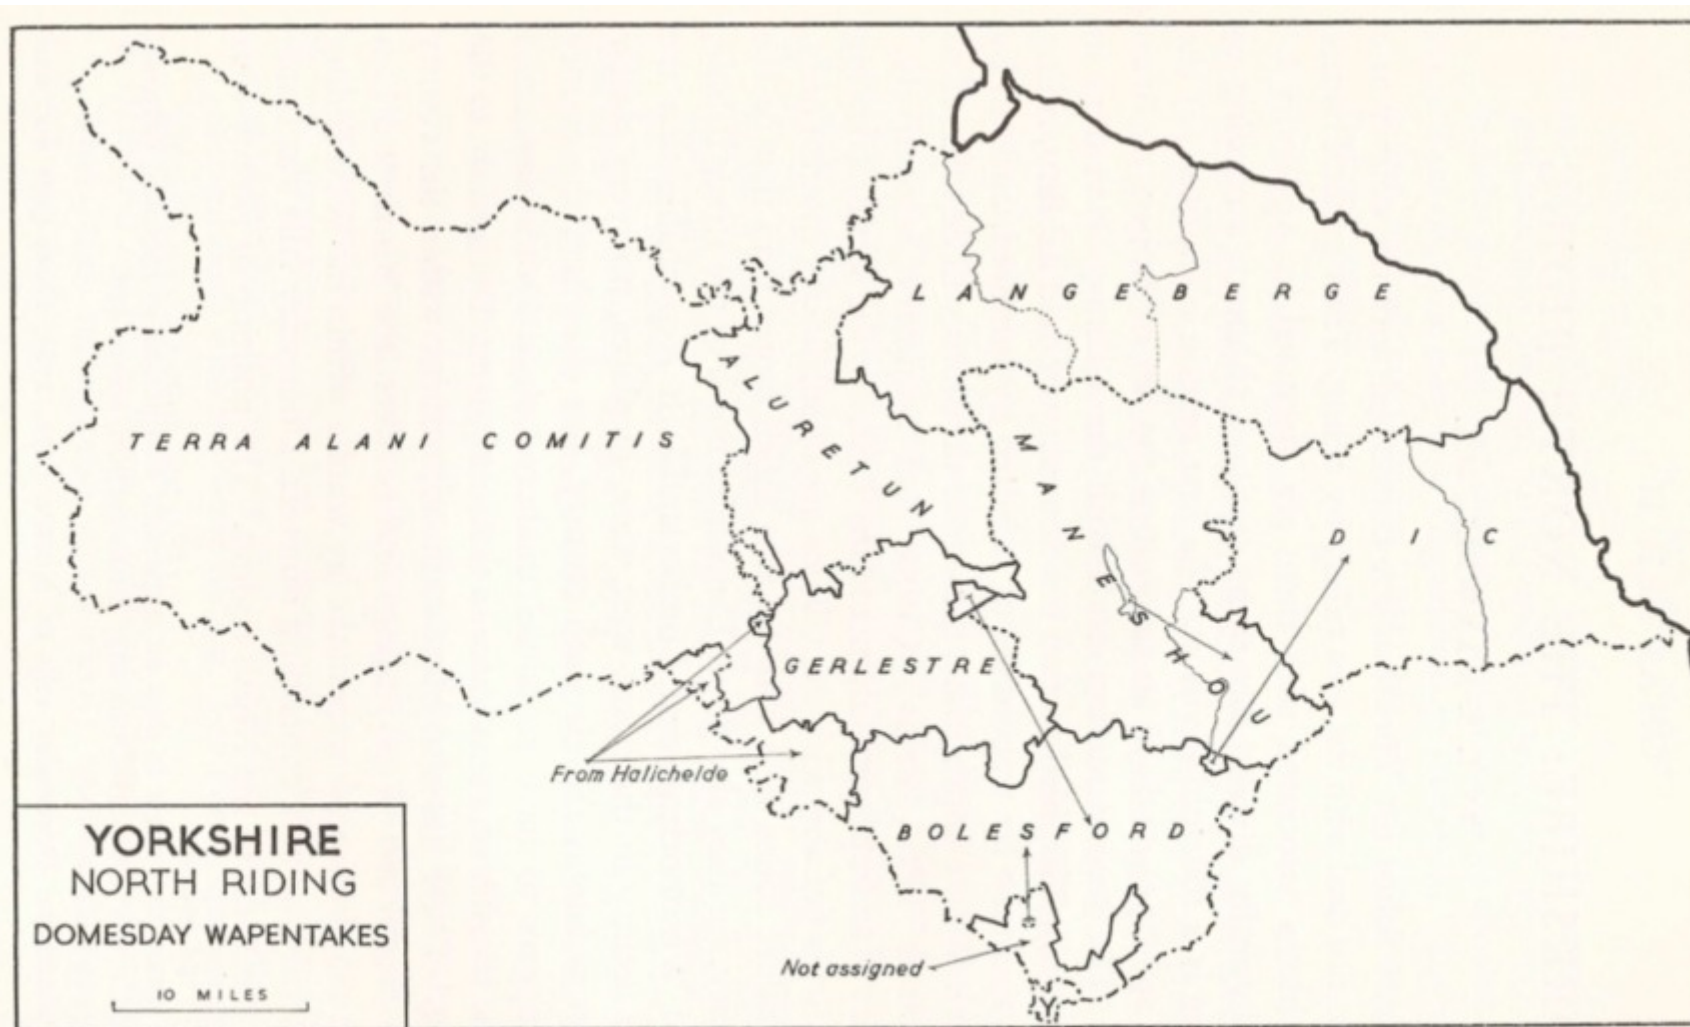 LANGEBERGE
ALURETUN
TERRA ALANI COMITIS
MANESHU
DIC
GERLESTRE
From Halichelde
BOLESFORD
Not assigned
Y
YORKSHIRE
NORTH RIDING
DOMESDAY WAPENTAKES
10 MILES